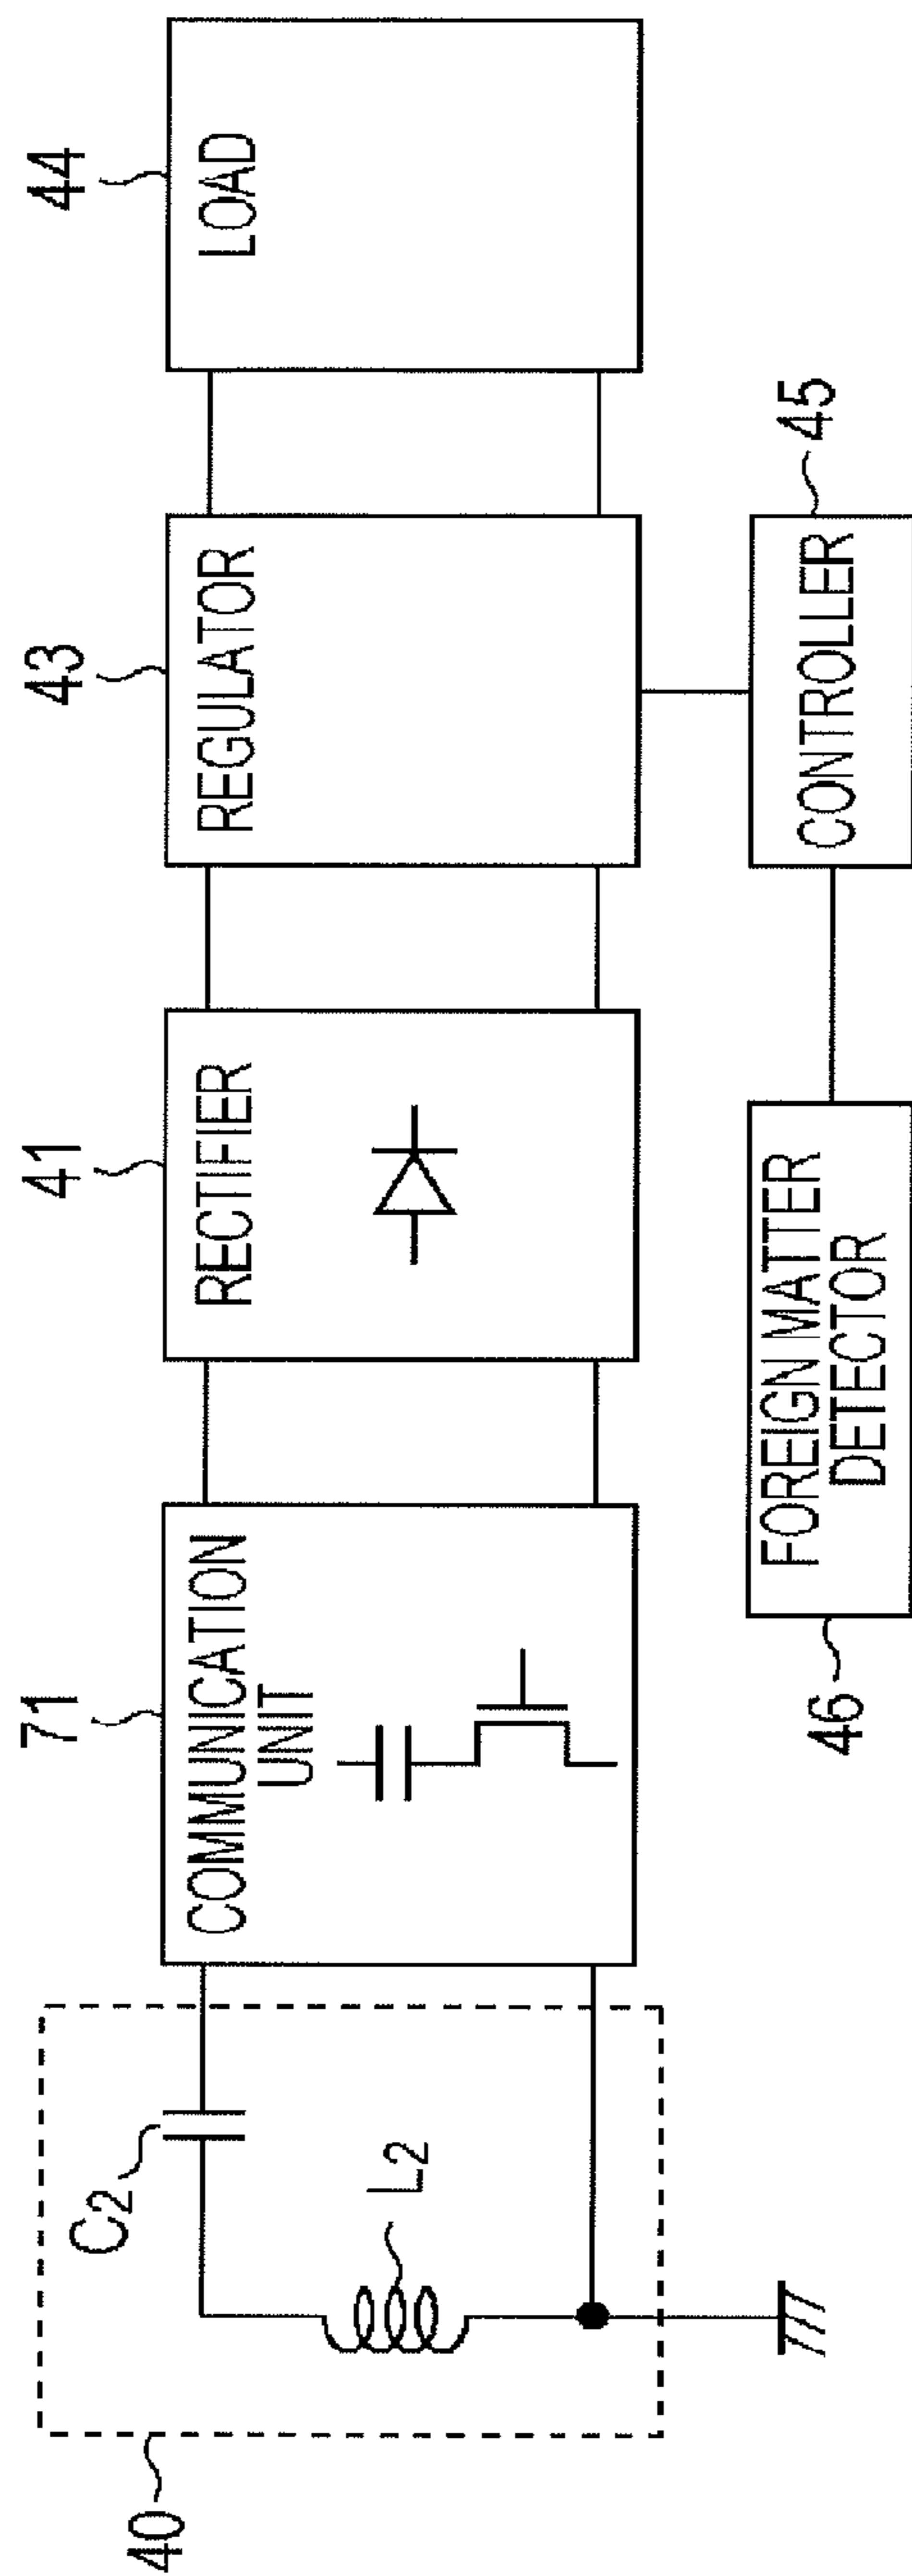 40
C2
L2
71
COMMUNICATION
UNIT
41
RECTIFIER
43
REGULATOR
44
LOAD
46
FOREIGN MATTER
DETECTOR
45
CONTROLLER